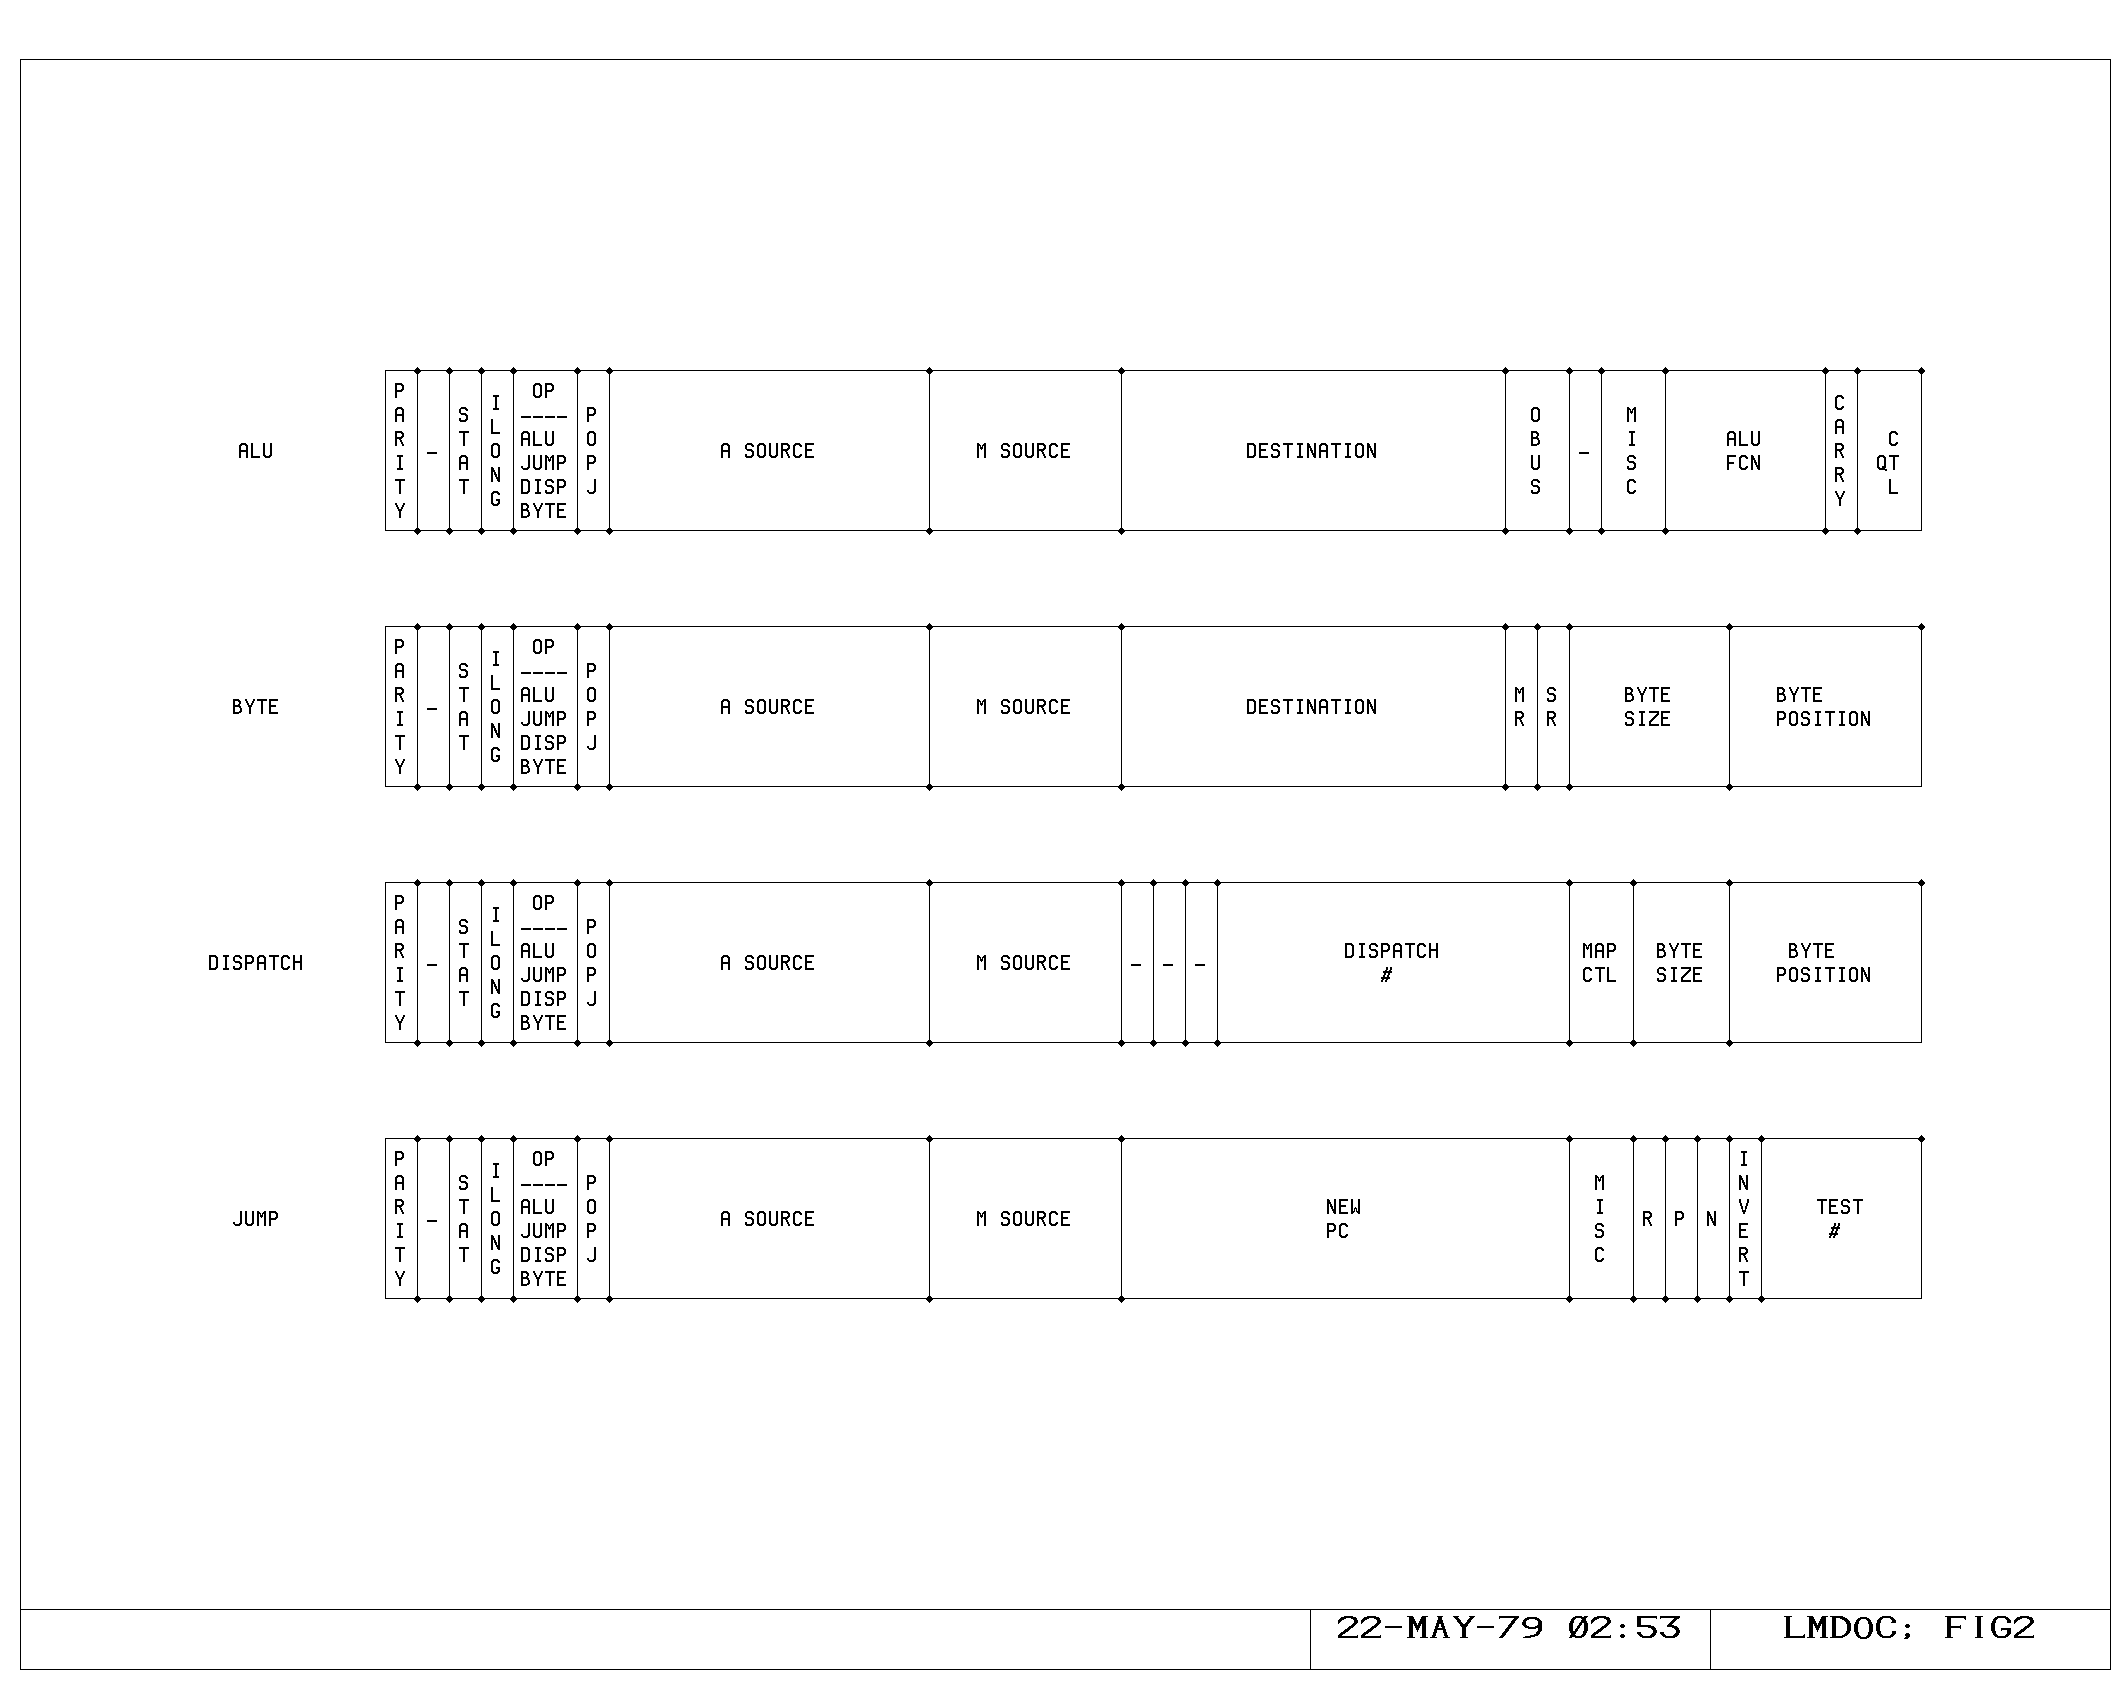 ALU
PARITY
-
STAT
ILONG
OP
----
ALU
JUMP
DISP
BYTE
POPJ
A SOURCE
M SOURCE
DESTINATION
OBUS
-
MISC
ALU
FCN
CARRY
C
QT
L
BYTE
PARITY
-
STAT
ILONG
OP
----
ALU
JUMP
DISP
BYTE
POPJ
A SOURCE
M SOURCE
DESTINATION
MR
SR
BYTE
SIZE
BYTE
POSITION
DISPATCH
PARITY
-
STAT
ILONG
OP
----
ALU
JUMP
DISP
BYTE
POPJ
A SOURCE
M SOURCE
-
-
-
DISPATCH
#
MAP
CTL
BYTE
SIZE
BYTE
POSITION
JUMP
PARITY
-
STAT
ILONG
OP
----
ALU
JUMP
DISP
BYTE
POPJ
A SOURCE
M SOURCE
NEW
PC
MISC
R
P
N
INVERT
TEST
#
22-MAY-79 02:53
LMDOC; FIG2